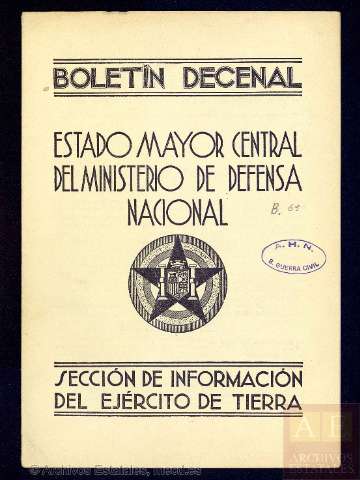 BOLETÍN DECENAL
ESTADO MAYOR CENTRAL
DEL MINISTERIO DE DEFENSA
NACIONAL
B. 65
A. H. N.
B. GUERRA CIVIL
SECCIÓN DE INFORMACIÓN
DEL EJÉRCITO DE TIERRA
AE
ARCHIVOS
ESTATALES
© Archivos Estatales, mecd.es